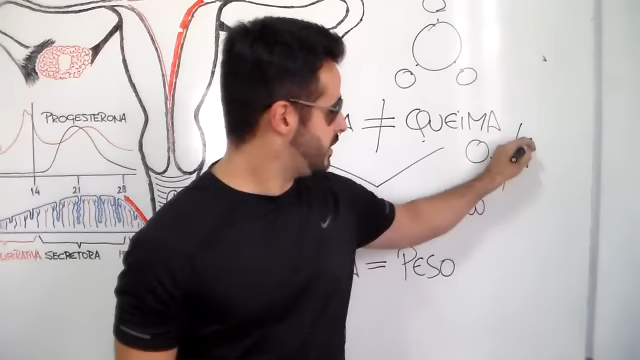 PROGESTERONA
≠ QUEIMA
14 21 28
SECRETORA
= PESO